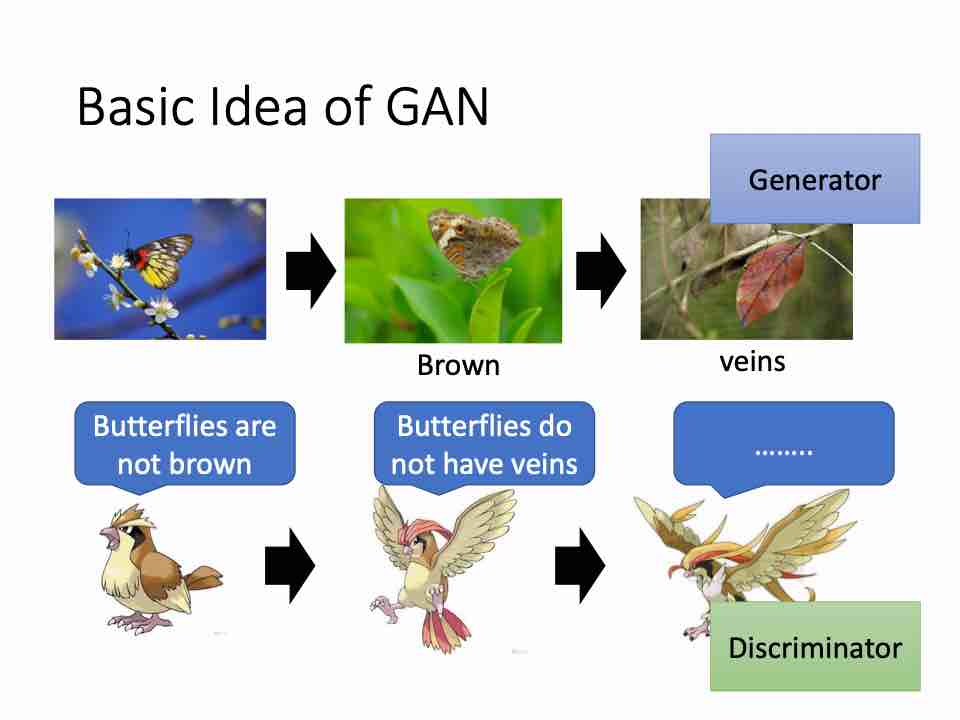 Basic Idea of GAN
Generator
Brown
veins
Butterflies are
not brown
Butterflies do
not have veins
……..
Discriminator